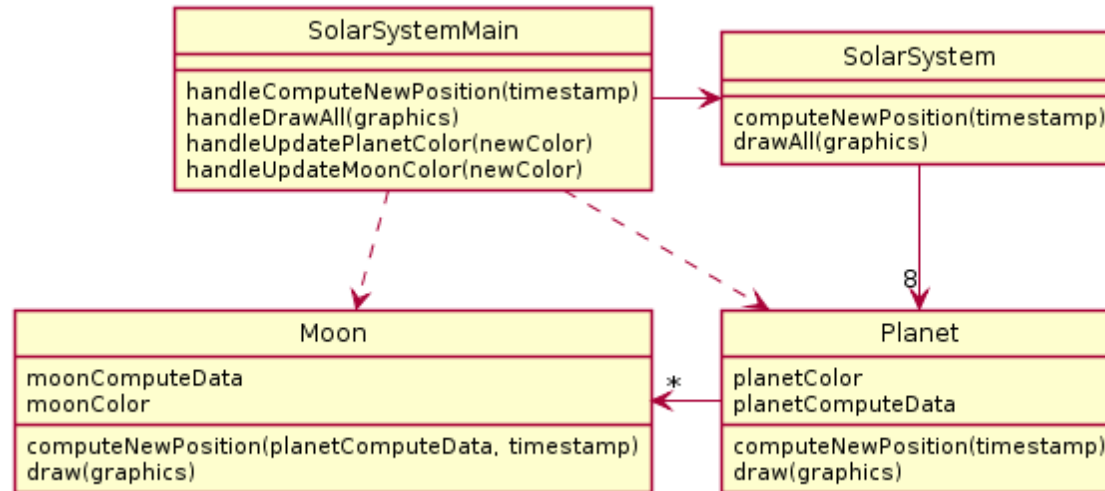 SolarSystemMain
handleComputeNewPosition(timestamp)
handleDrawAll(graphics)
handleUpdatePlanetColor(newColor)
handleUpdateMoonColor(newColor)
SolarSystem
computeNewPosition(timestamp)
drawAll(graphics)
8
*
Moon
moonComputeData
moonColor
computeNewPosition(planetComputeData, timestamp)
draw(graphics)
Planet
planetColor
planetComputeData
computeNewPosition(timestamp)
draw(graphics)